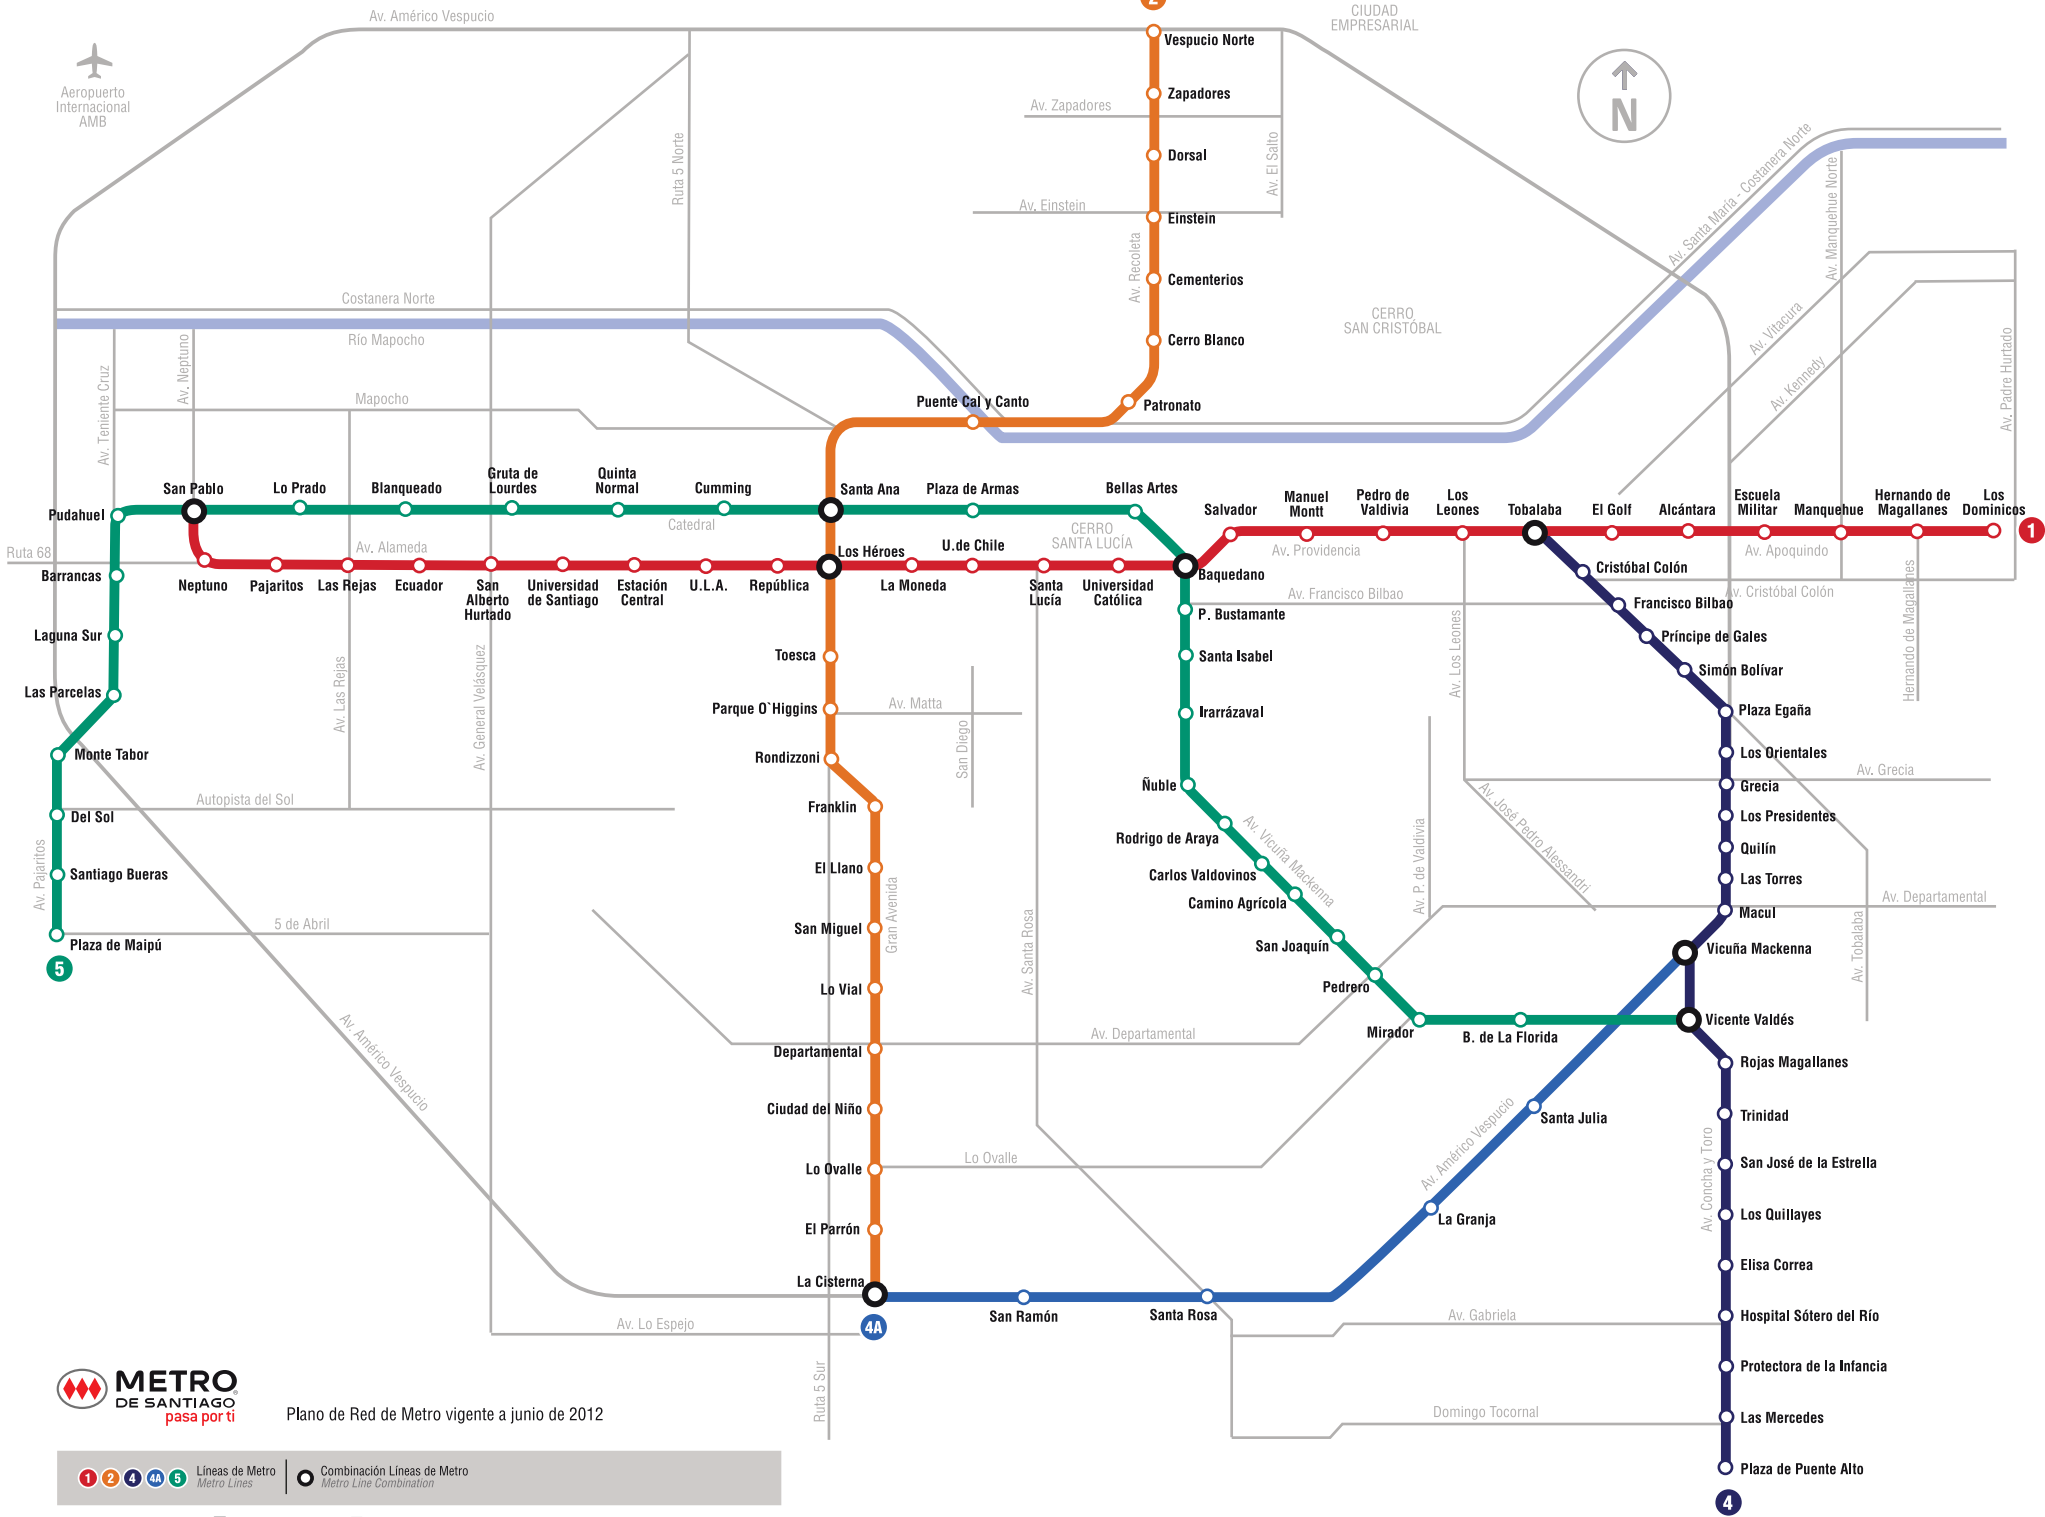 2
Av. Américo Vespucio
CIUDAD
EMPRESARIAL
Vespucio Norte
Aeropuerto
Internacional
AMB
Zapadores
Av. Zapadores
N
Ruta 5 Norte
Dorsal
Av. El Salto
Av. Santa Maria - Costanera Norte
Av. Manquehue Norte
Av. Einstein
Einstein
Av. Recoleta
Cementerios
Costanera Norte
Río Mapocho
CERRO
SAN CRISTÓBAL
Cerro Blanco
Av. Vitacura
Av. Kennedy
Av. Padre Hurtado
Av. Teniente Cruz
Av. Neptuno
Mapocho
Puente Cal y Canto
Patronato
San Pablo
Lo Prado
Blanqueado
Gruta de
Lourdes
Quinta
Normal
Cumming
Santa Ana
Plaza de Armas
Bellas Artes
Salvador
Manuel
Montt
Pedro de
Valdivia
Los
Leones
Tobalaba
El Golf
Alcántara
Escuela
Militar
Manquehue
Hernando de
Magallanes
Los
Dominicos
1
Pudahuel
Catedral
CERRO
SANTA LUCÍA
Ruta 68
Av. Alameda
Los Héroes
U.de Chile
Av. Providencia
Av. Apoquindo
Barrancas
Neptuno
Pajaritos
Las Rejas
Ecuador
San
Alberto
Hurtado
Universidad
de Santiago
Estación
Central
U.L.A.
República
La Moneda
Santa
Lucía
Universidad
Católica
Baquedano
Cristóbal Colón
Av. Cristóbal Colón
Av. Francisco Bilbao
Francisco Bilbao
P. Bustamante
Laguna Sur
Príncipe de Gales
Toesca
Santa Isabel
Av. Los Leones
Hernando de Magallanes
Simón Bolívar
Las Parcelas
Av. Las Rejas
Av. General Velásquez
Parque O`Higgins
Av. Matta
Irarrázaval
Plaza Egaña
Monte Tabor
Rondizzoni
San Diego
Los Orientales
Av. Grecia
Ñuble
Grecia
Autopista del Sol
Franklin
Del Sol
Los Presidentes
Av. José Pedro Alessandri
Rodrigo de Araya
Av. Vicuña Mackenna
Quilín
Av. Pajaritos
El Llano
Santiago Bueras
Carlos Valdovinos
Av. P. de Valdivia
Las Torres
Camino Agrícola
Av. Departamental
Macul
5 de Abril
San Miguel
Gran Avenida
Av. Santa Rosa
Av. Tobalaba
Plaza de Maipú
San Joaquín
Vicuña Mackenna
5
Lo Vial
Pedrero
Mirador
B. de La Florida
Vicente Valdés
Av. Américo Vespucio
Av. Departamental
Departamental
Rojas Magallanes
Ciudad del Niño
Santa Julia
Trinidad
Av. Américo Vespucio
Av. Concha y Toro
Lo Ovalle
Lo Ovalle
San José de la Estrella
La Granja
Los Quillayes
El Parrón
Elisa Correa
La Cisterna
San Ramón
Santa Rosa
Av. Lo Espejo
4A
Av. Gabriela
Hospital Sótero del Río
Ruta 5 Sur
Protectora de la Infancia
METRO
DE SANTIAGO
pasa por ti
Plano de Red de Metro vigente a junio de 2012
Domingo Tocornal
Las Mercedes
Plaza de Puente Alto
4
1 2 4 4A 5
Líneas de Metro
Metro Lines
Combinación Líneas de Metro
Metro Line Combination